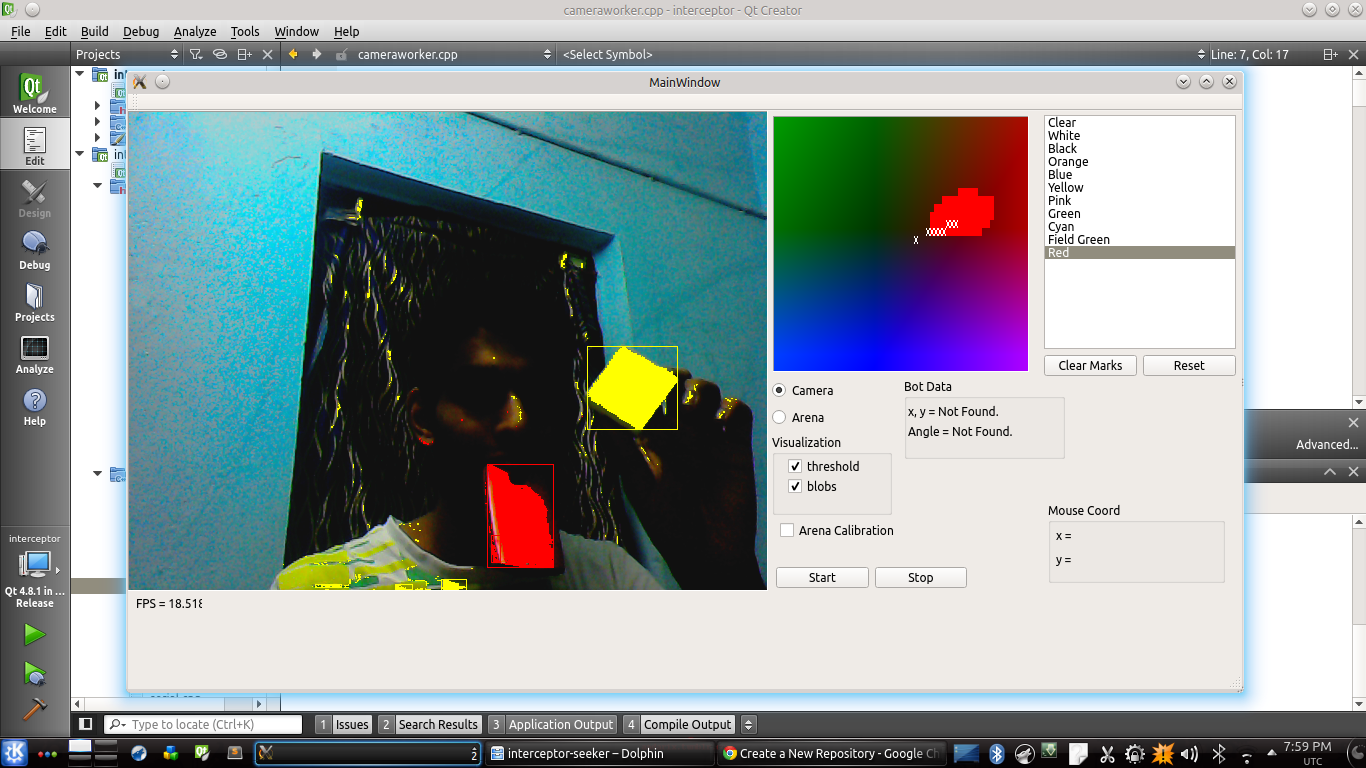 cameraworker.cpp - interceptor - Qt Creator
File Edit Build Debug Analyze Tools Window Help
Projects cameraworker.cpp <Select Symbol> Line: 7, Col: 17
MainWindow
Welcome
Edit
Design
Debug
Projects
Analyze
Help
interceptor
Qt 4.8.1 in ...
Release
Clear
White
Black
Orange
Blue
Yellow
Pink
Green
Cyan
Field Green
Red
Clear Marks Reset
Camera
Arena
Visualization
threshold
blobs
Arena Calibration
Start Stop
Bot Data
x, y = Not Found.
Angle = Not Found.
Mouse Coord
x =
y =
FPS = 18.518
Advanced...
Type to locate (Ctrl+K) 1 Issues 2 Search Results 3 Application Output 4 Compile Output
2 interceptor-seeker – Dolphin Create a New Repository - Google Ch
7:59 PM
UTC